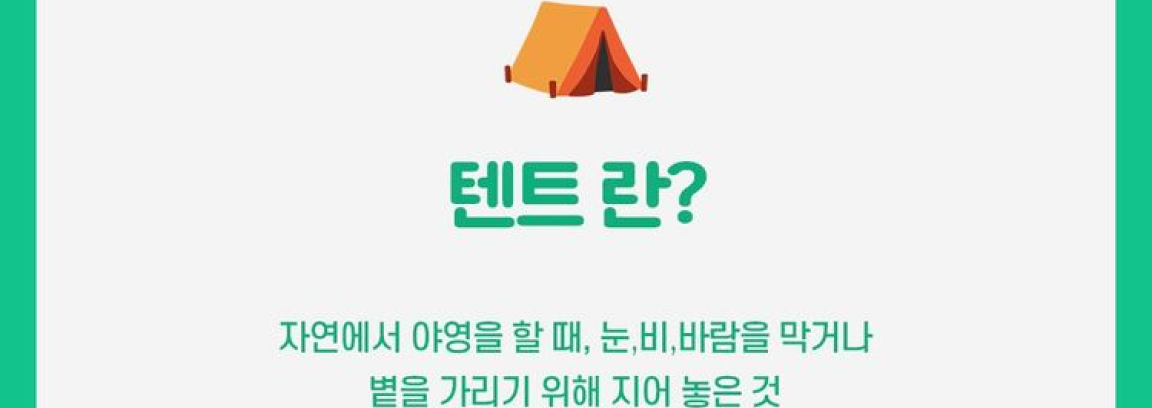 텐트 란?
자연에서 야영을 할 때, 눈,비,바람을 막거나
볕을 가리기 위해 지어 놓은 것